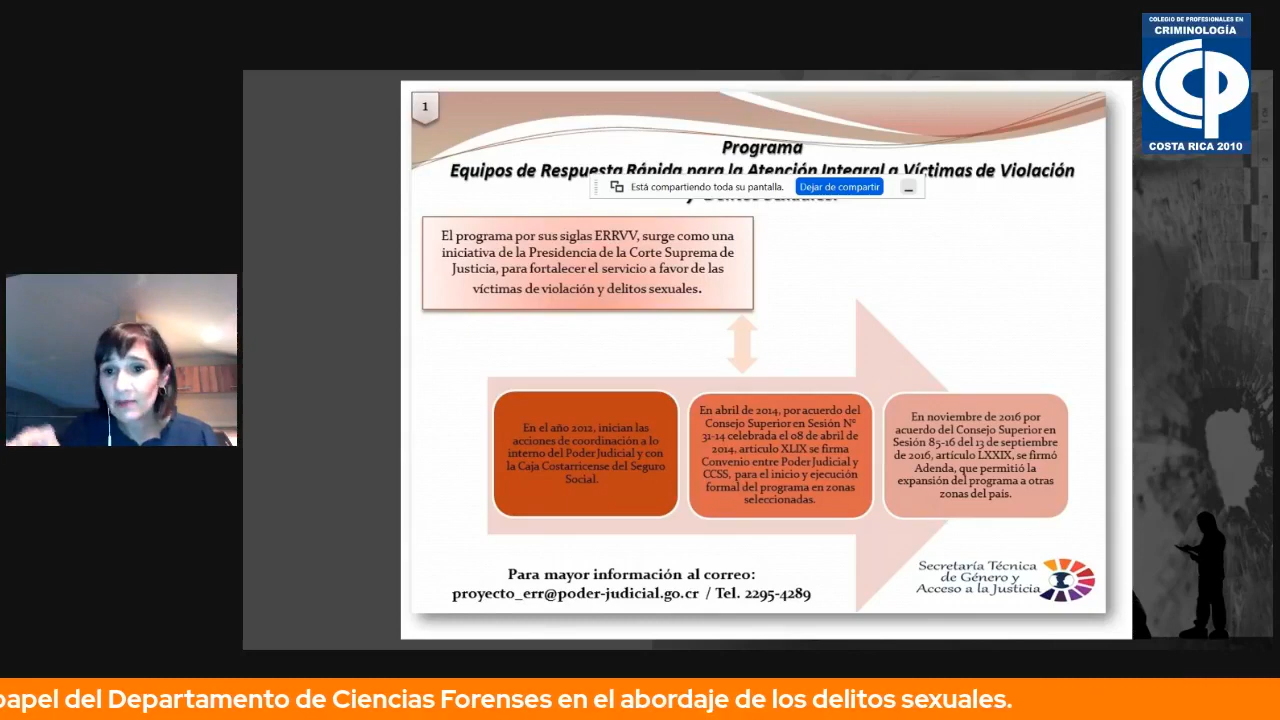 COLEGIO DE PROFESIONALES EN
CRIMINOLOGÍA
COSTA RICA 2010
1
Programa
Equipos de Respuesta Rápida para la Atención Integral a Víctimas de Violación
Está compartiendo toda su pantalla.
Dejar de compartir
y Delitos Sexuales.
El programa por sus siglas ERRVV, surge como una
iniciativa de la Presidencia de la Corte Suprema de
Justicia, para fortalecer el servicio a favor de las
víctimas de violación y delitos sexuales.
En el año 2012, inician las
acciones de coordinación a lo
interno del Poder Judicial y con
la Caja Costarricense del Seguro
Social.
En abril de 2014, por acuerdo del
Consejo Superior en Sesión N°
31-14 celebrada el 08 de abril de
2014, artículo XLIX se firma
Convenio entre Poder Judicial y
CCSS, para el inicio y ejecución
formal del programa en zonas
seleccionadas.
En noviembre de 2016 por
acuerdo del Consejo Superior en
Sesión 85-16 del 13 de septiembre
de 2016, artículo LXXIX, se firmó
Adenda, que permitió la
expansión del programa a otras
zonas del país.
Para mayor información al correo:
proyecto_err@poder-judicial.go.cr / Tel. 2295-4289
Secretaría Técnica
de Género y
Acceso a la Justicia
papel del Departamento de Ciencias Forenses en el abordaje de los delitos sexuales.